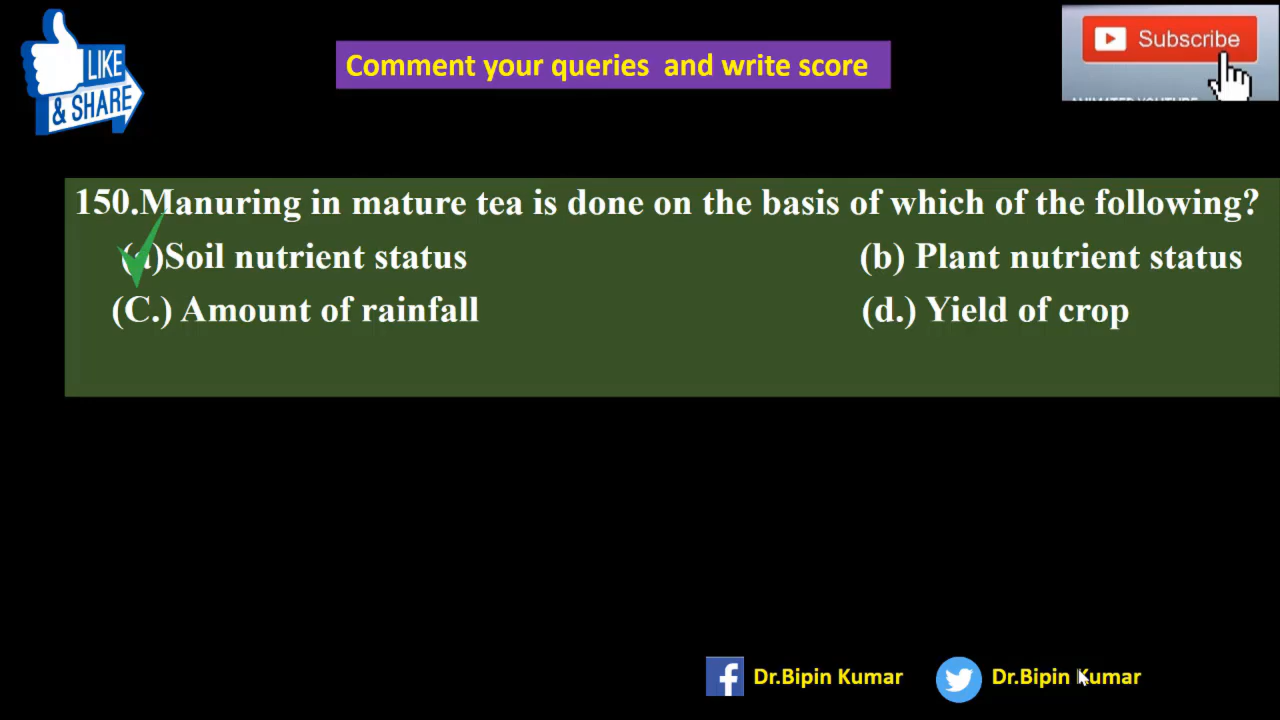 LIKE
& SHARE
Comment your queries and write score
Subscribe
150.Manuring in mature tea is done on the basis of which of the following?
(a)Soil nutrient status (b) Plant nutrient status
(C.) Amount of rainfall (d.) Yield of crop
Dr.Bipin Kumar Dr.Bipin Kumar